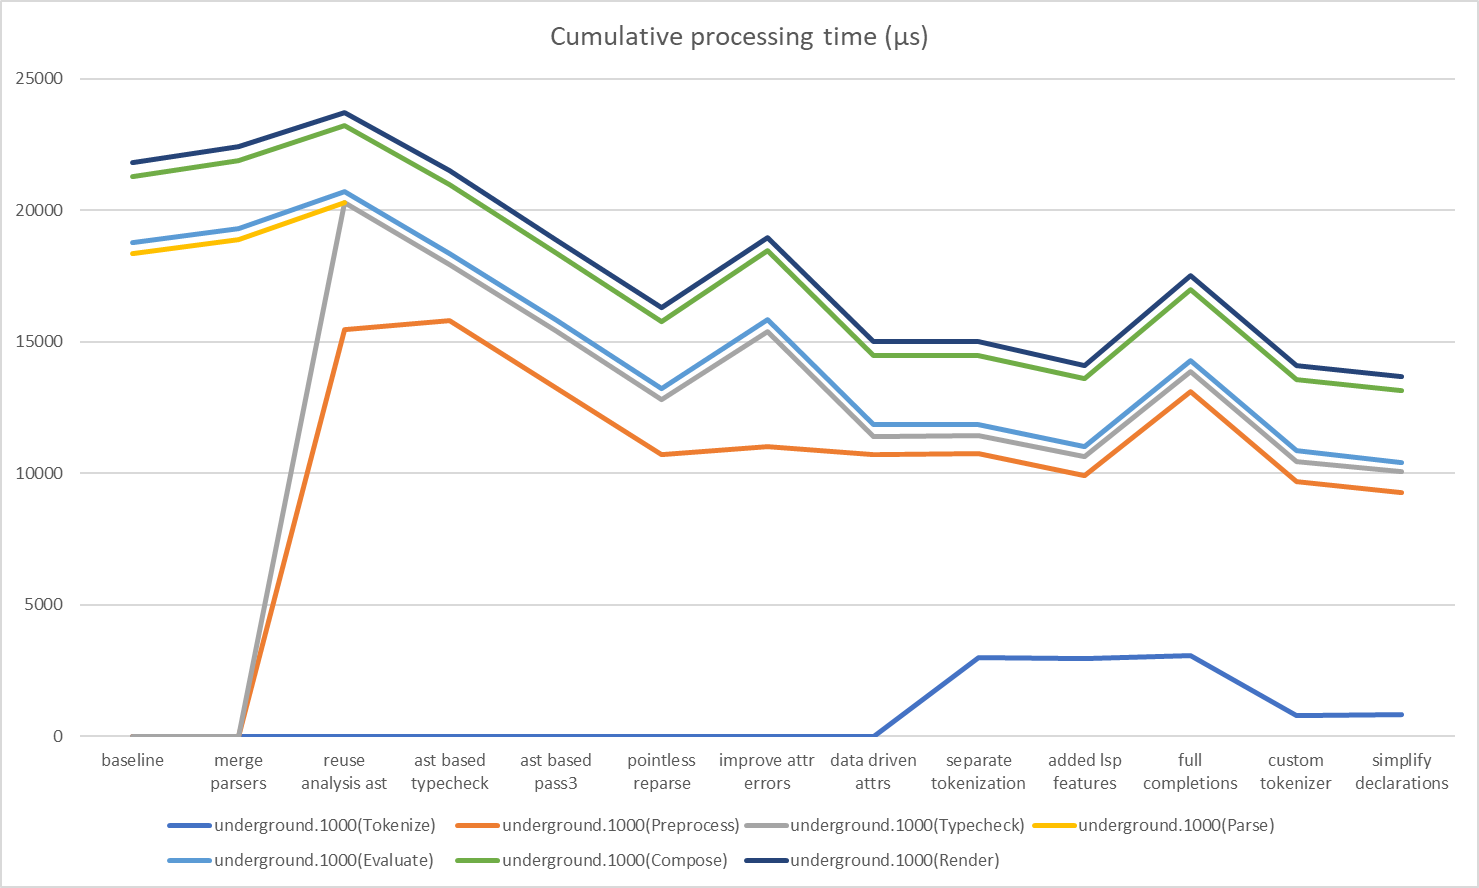 Cumulative processing time (µs)
25000
20000
15000
10000
5000
0
baseline
merge
parsers
reuse
analysis ast
ast based
typecheck
ast based
pass3
pointless
reparse
improve attr
errors
data driven
attrs
separate
tokenization
added lsp
features
full
completions
custom
tokenizer
simplify
declarations
underground.1000(Tokenize)
underground.1000(Preprocess)
underground.1000(Typecheck)
underground.1000(Parse)
underground.1000(Evaluate)
underground.1000(Compose)
underground.1000(Render)